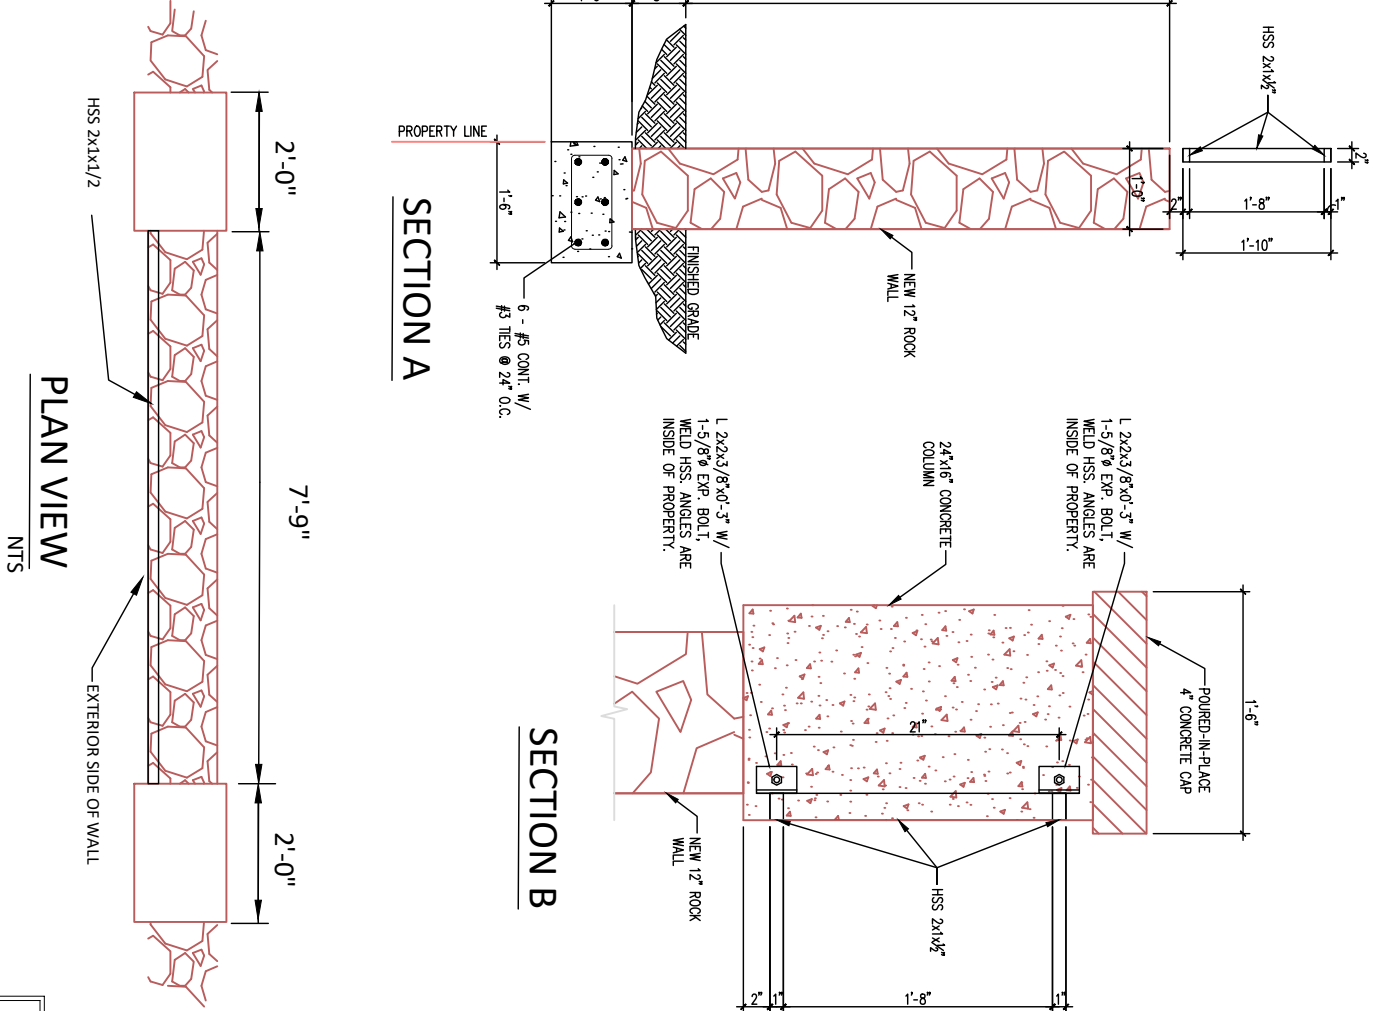 HSS 2x1x½"
2"
2"
1'-8"
1"
1'-10"
1'-0"
NEW 12" ROCK
WALL
FINISHED GRADE
PROPERTY LINE
1'-6"
6 - #5 CONT. W/
#3 TIES @ 24" O.C.
SECTION A
L 2x2x3/8"x0'-3" W/
1-5/8"ø EXP. BOLT,
WELD HSS. ANGLES ARE
INSIDE OF PROPERTY.
24"x16" CONCRETE
COLUMN
L 2x2x3/8"x0'-3" W/
1-5/8"ø EXP. BOLT,
WELD HSS. ANGLES ARE
INSIDE OF PROPERTY.
1'-6"
POURED-IN-PLACE
4" CONCRETE CAP
21"
HSS 2x1x½"
NEW 12" ROCK
WALL
2"
1"
1'-8"
1"
SECTION B
2'-0"
7'-9"
2'-0"
HSS 2x1x1/2
EXTERIOR SIDE OF WALL
PLAN VIEW
NTS